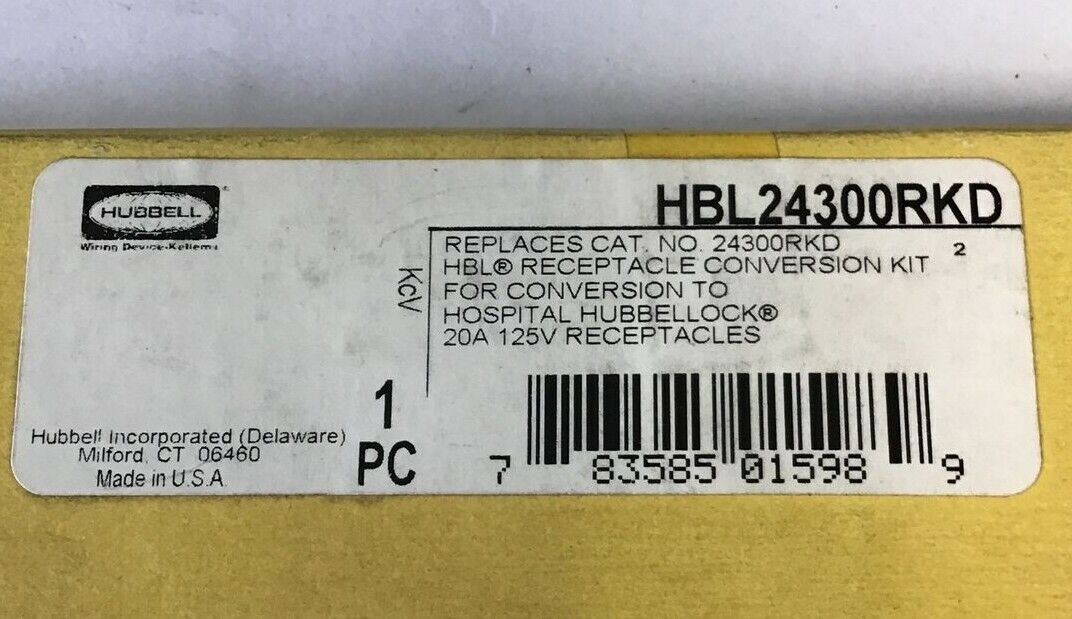 HUBBELL
Wiring Device-Kellems
HBL24300RKD
REPLACES CAT. NO. 24300RKD
2
HBL® RECEPTACLE CONVERSION KIT
FOR CONVERSION TO
HOSPITAL HUBBELLOCK®
20A 125V RECEPTACLES
KcV
1
PC
Hubbell Incorporated (Delaware)
Milford, CT 06460
Made in U.S.A.
7 83585 01598 9